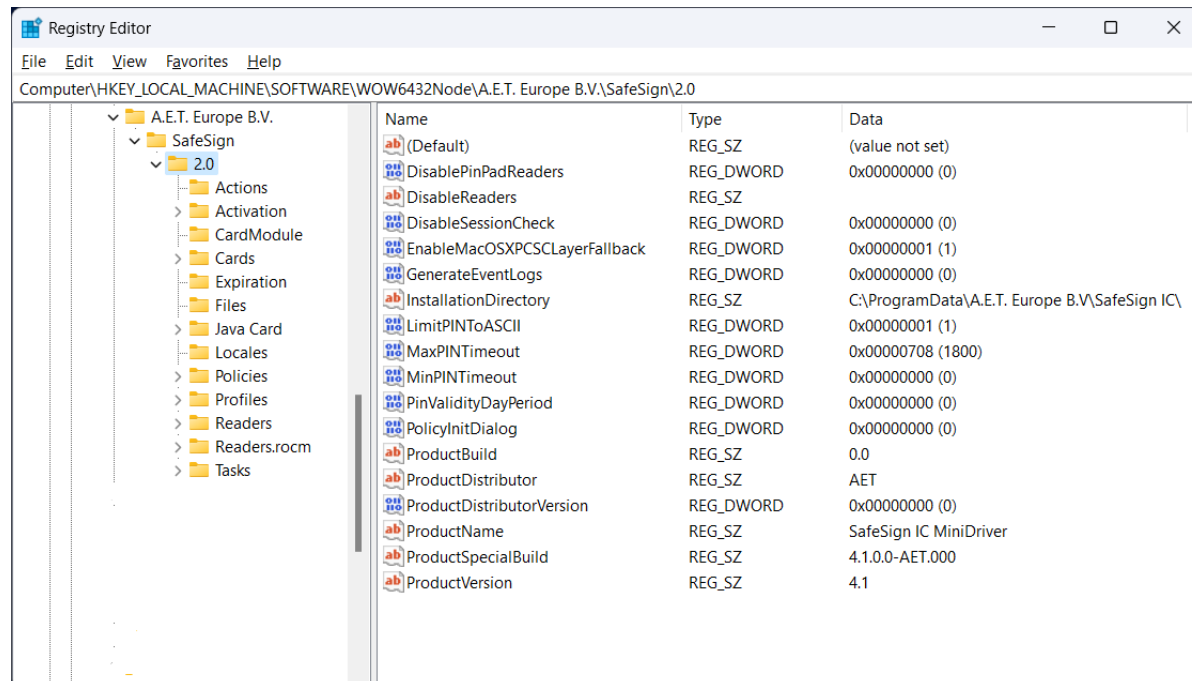 Registry Editor
File Edit View Favorites Help
Computer\HKEY_LOCAL_MACHINE\SOFTWARE\WOW6432Node\A.E.T. Europe B.V.\SafeSign\2.0
A.E.T. Europe B.V.
SafeSign
2.0
Actions
Activation
CardModule
Cards
Expiration
Files
Java Card
Locales
Policies
Profiles
Readers
Readers.rocm
Tasks
Name Type Data
(Default) REG_SZ (value not set)
DisablePinPadReaders REG_DWORD 0x00000000 (0)
DisableReaders REG_SZ
DisableSessionCheck REG_DWORD 0x00000000 (0)
EnableMacOSXPCSCLayerFallback REG_DWORD 0x00000001 (1)
GenerateEventLogs REG_DWORD 0x00000000 (0)
InstallationDirectory REG_SZ C:\ProgramData\A.E.T. Europe B.V\SafeSign IC\
LimitPINToASCII REG_DWORD 0x00000001 (1)
MaxPINTimeout REG_DWORD 0x00000708 (1800)
MinPINTimeout REG_DWORD 0x00000000 (0)
PinValidityDayPeriod REG_DWORD 0x00000000 (0)
PolicyInitDialog REG_DWORD 0x00000000 (0)
ProductBuild REG_SZ 0.0
ProductDistributor REG_SZ AET
ProductDistributorVersion REG_DWORD 0x00000000 (0)
ProductName REG_SZ SafeSign IC MiniDriver
ProductSpecialBuild REG_SZ 4.1.0.0-AET.000
ProductVersion REG_SZ 4.1